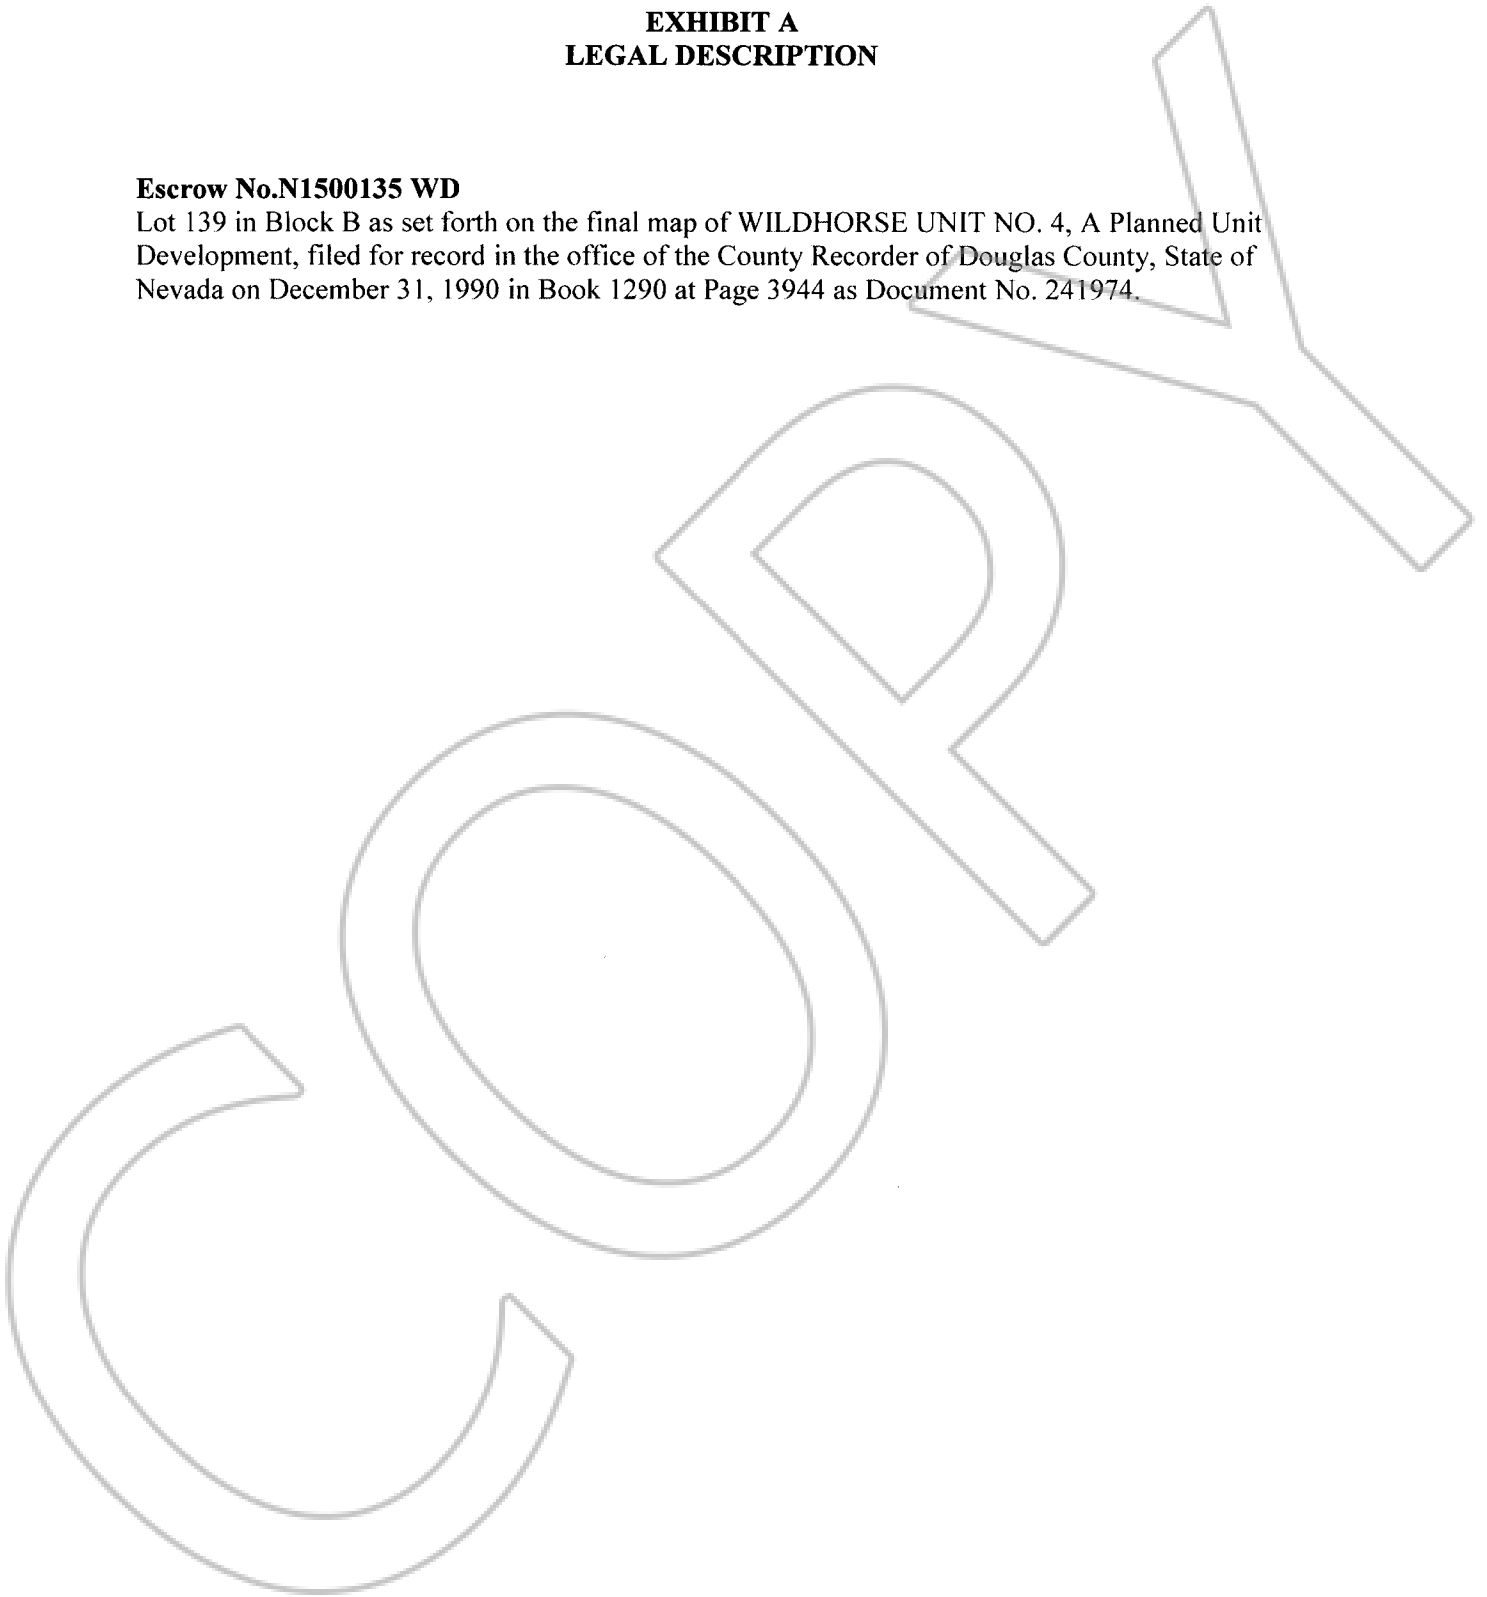 EXHIBIT A
LEGAL DESCRIPTION
Escrow No.N1500135 WD
Lot 139 in Block B as set forth on the final map of WILDHORSE UNIT NO. 4, A Planned Unit
Development, filed for record in the office of the County Recorder of Douglas County, State of
Nevada on December 31, 1990 in Book 1290 at Page 3944 as Document No. 241974.
COPY